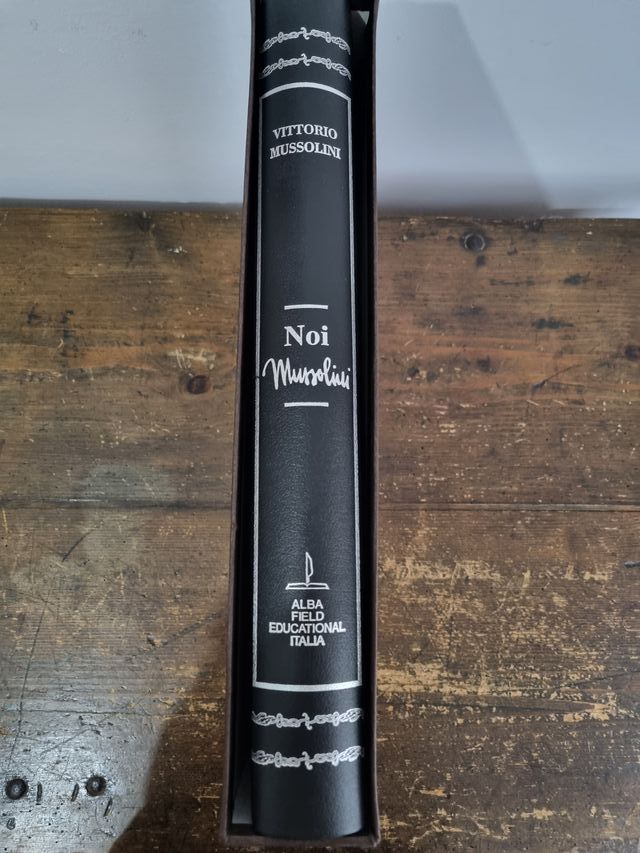 VITTORIO
MUSSOLINI
Noi
Mussolini
ALBA
FIELD
EDUCATIONAL
ITALIA